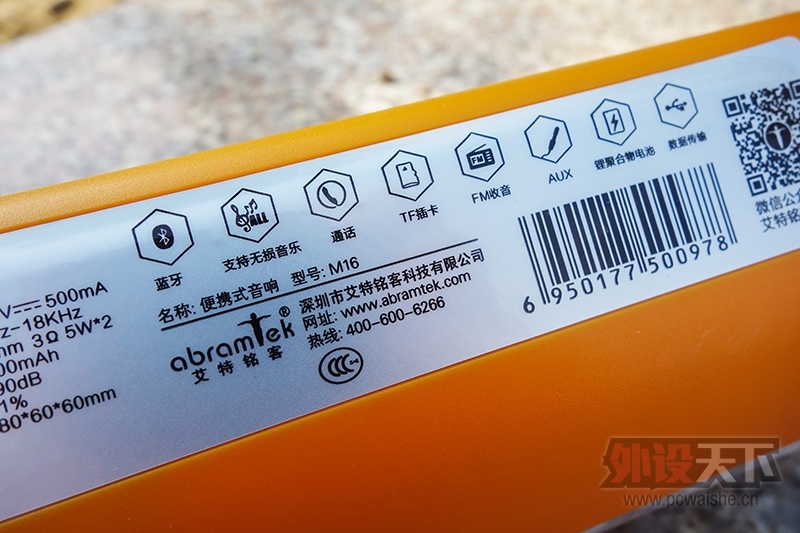 蓝牙
ALL
支持无损音乐
通话
TF插卡
FM
FM收音
AUX
锂聚合物电池
数据传输
V⎓500mA
z-18KHz
mm 3Ω 5W*2
00mAh
90dB
1%
80*60*60mm
名称: 便携式音响 型号: M16
abramtek®
艾特铭客
深圳市艾特铭客科技有限公司
网址: www.abramtek.com
热线: 400-600-6266
CCC
6 950177 500978
微信公
艾特铭
外设天下
www.pcwaishe.cn